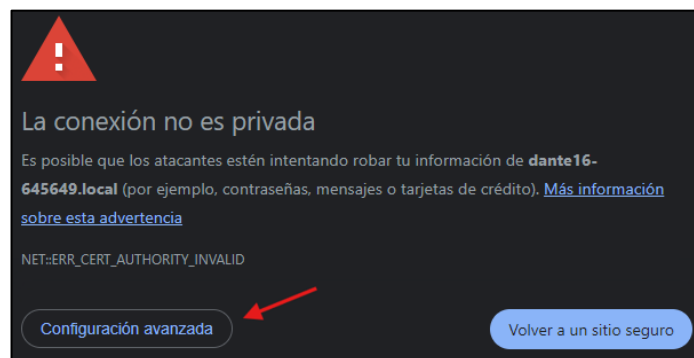 La conexión no es privada
Es posible que los atacantes estén intentando robar tu información de dante16-
645649.local (por ejemplo, contraseñas, mensajes o tarjetas de crédito). Más información
sobre esta advertencia
NET::ERR_CERT_AUTHORITY_INVALID
Configuración avanzada
Volver a un sitio seguro